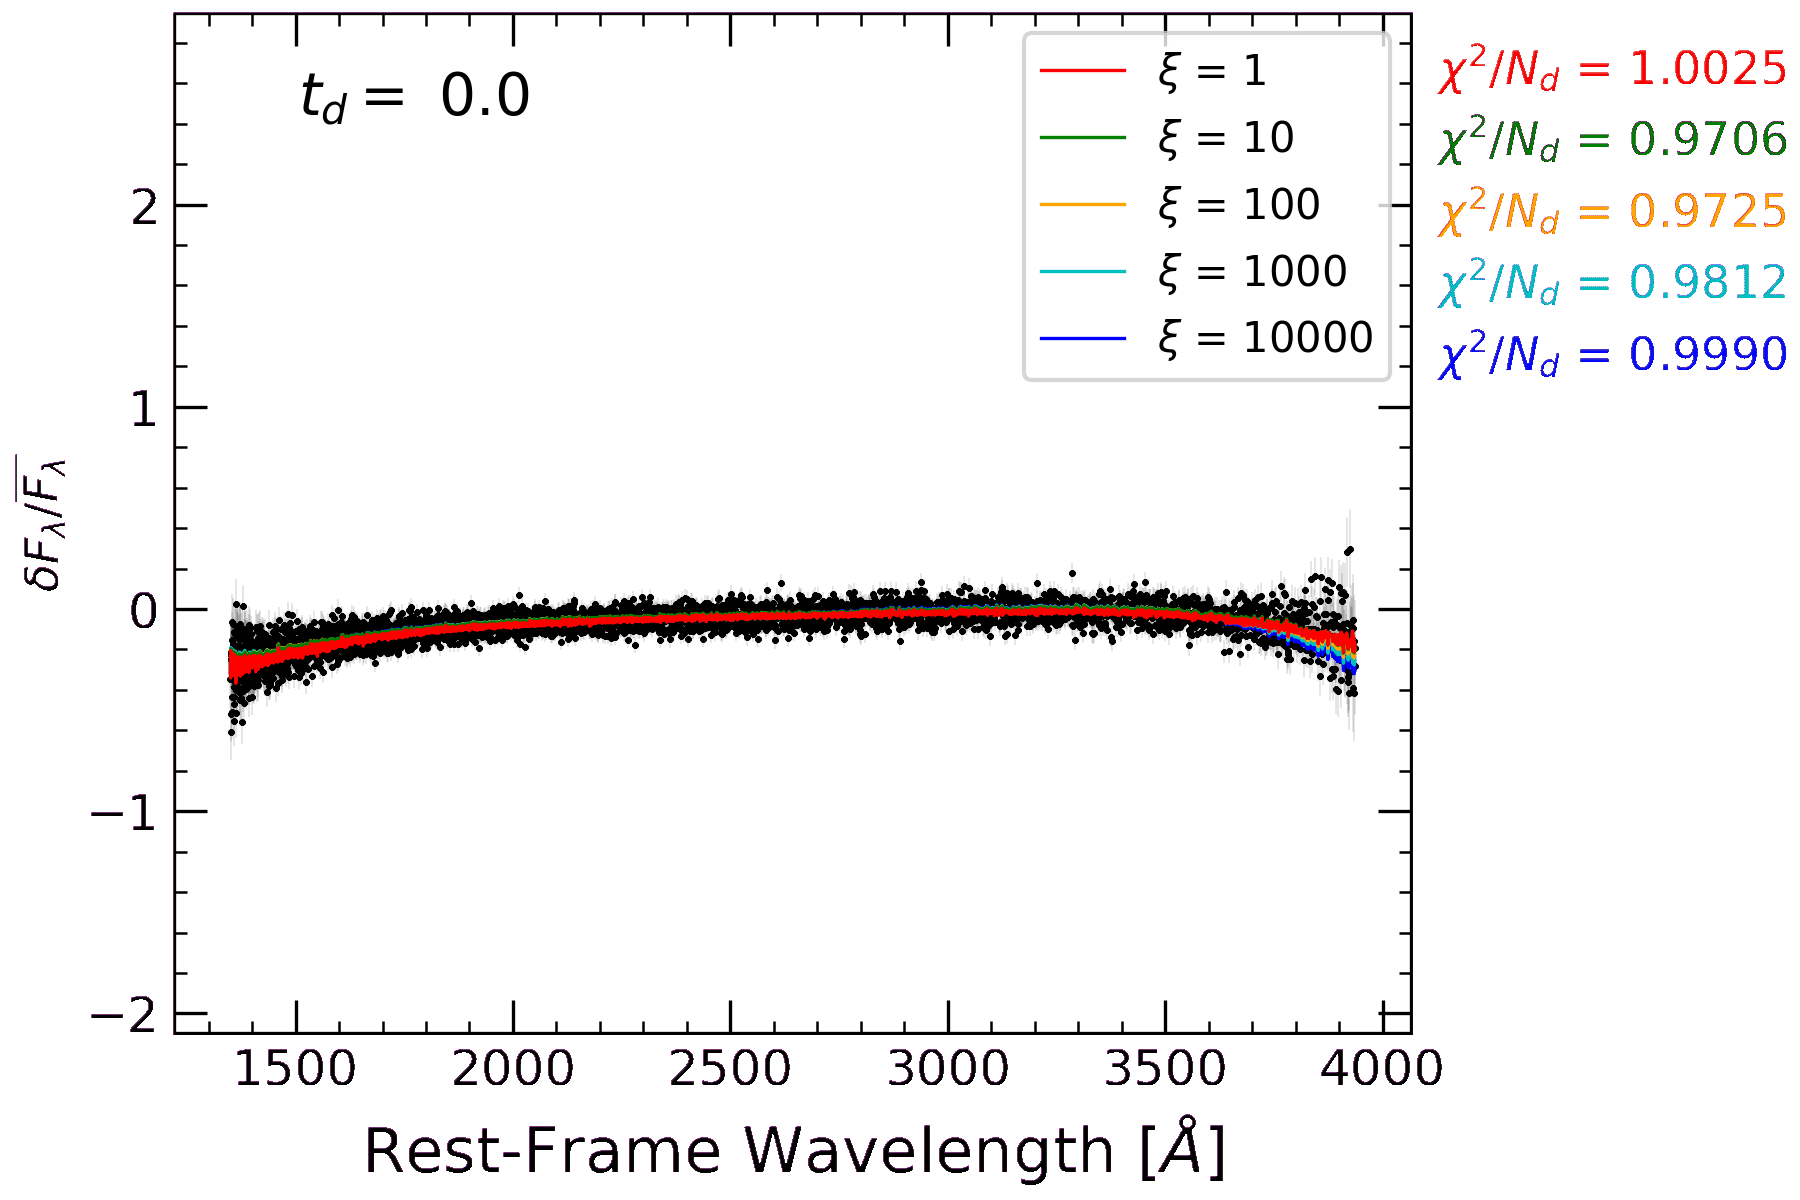 t_d = 0.0
ξ = 1
ξ = 10
ξ = 100
ξ = 1000
ξ = 10000
χ²/N_d = 1.0025
χ²/N_d = 0.9706
χ²/N_d = 0.9725
χ²/N_d = 0.9812
χ²/N_d = 0.9990
δF_λ/F̅_λ
2
1
0
−1
−2
1500 2000 2500 3000 3500 4000
Rest-Frame Wavelength [Å]